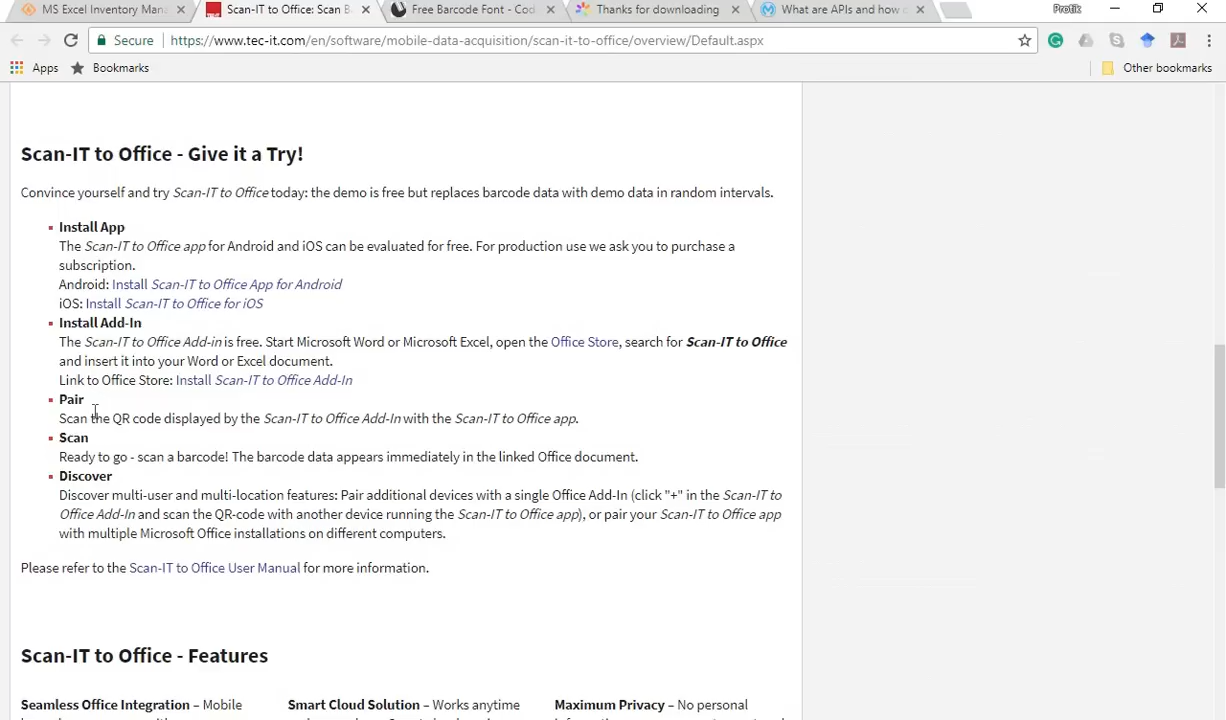 MS Excel Inventory Man
Scan-IT to Office: Scan B
Free Barcode Font - Cod
Thanks for downloading
What are APIs and how
Protik
Secure
https://www.tec-it.com/en/software/mobile-data-acquisition/scan-it-to-office/overview/Default.aspx
Apps
Bookmarks
Other bookmarks
Scan-IT to Office - Give it a Try!
Convince yourself and try Scan-IT to Office today: the demo is free but replaces barcode data with demo data in random intervals.
Install App
The Scan-IT to Office app for Android and iOS can be evaluated for free. For production use we ask you to purchase a
subscription.
Android: Install Scan-IT to Office App for Android
iOS: Install Scan-IT to Office for iOS
Install Add-In
The Scan-IT to Office Add-in is free. Start Microsoft Word or Microsoft Excel, open the Office Store, search for Scan-IT to Office
and insert it into your Word or Excel document.
Link to Office Store: Install Scan-IT to Office Add-In
Pair
Scan the QR code displayed by the Scan-IT to Office Add-In with the Scan-IT to Office app.
Scan
Ready to go - scan a barcode! The barcode data appears immediately in the linked Office document.
Discover
Discover multi-user and multi-location features: Pair additional devices with a single Office Add-In (click "+" in the Scan-IT to
Office Add-In and scan the QR-code with another device running the Scan-IT to Office app), or pair your Scan-IT to Office app
with multiple Microsoft Office installations on different computers.
Please refer to the Scan-IT to Office User Manual for more information.
Scan-IT to Office - Features
Seamless Office Integration – Mobile
Smart Cloud Solution – Works anytime
Maximum Privacy – No personal